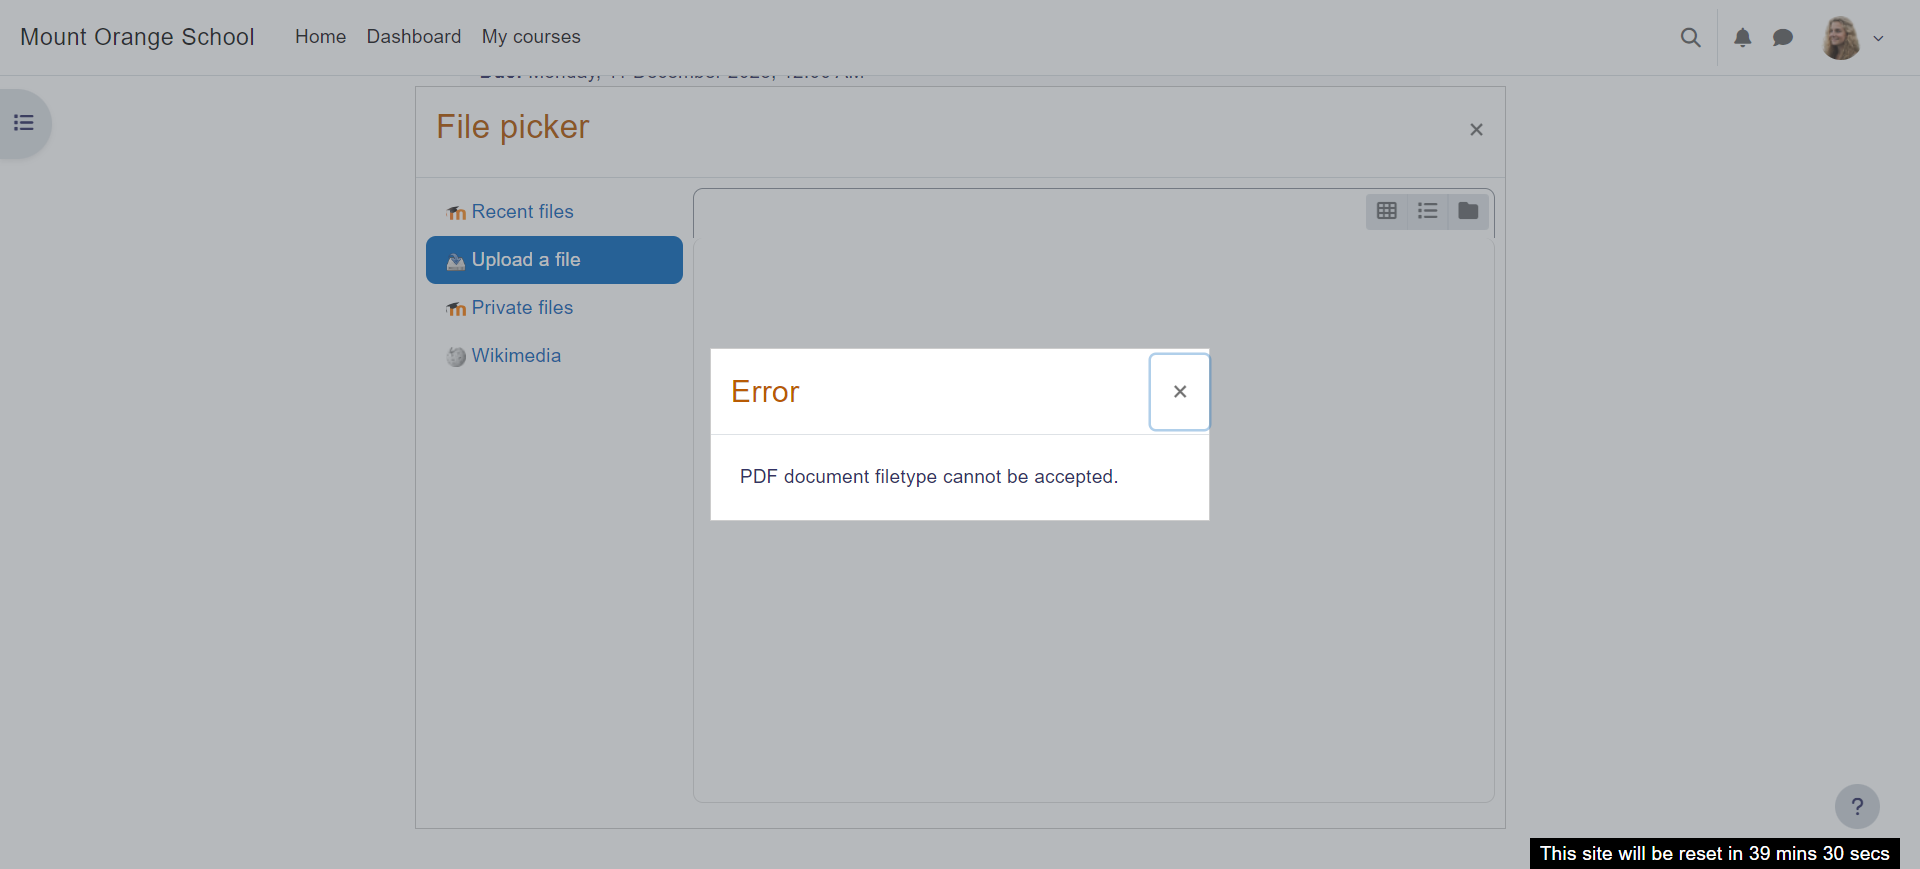 Mount Orange School Home Dashboard My courses
File picker
×
Recent files
Upload a file
Private files
Wikimedia
Error
×
PDF document filetype cannot be accepted.
?
This site will be reset in 39 mins 30 secs